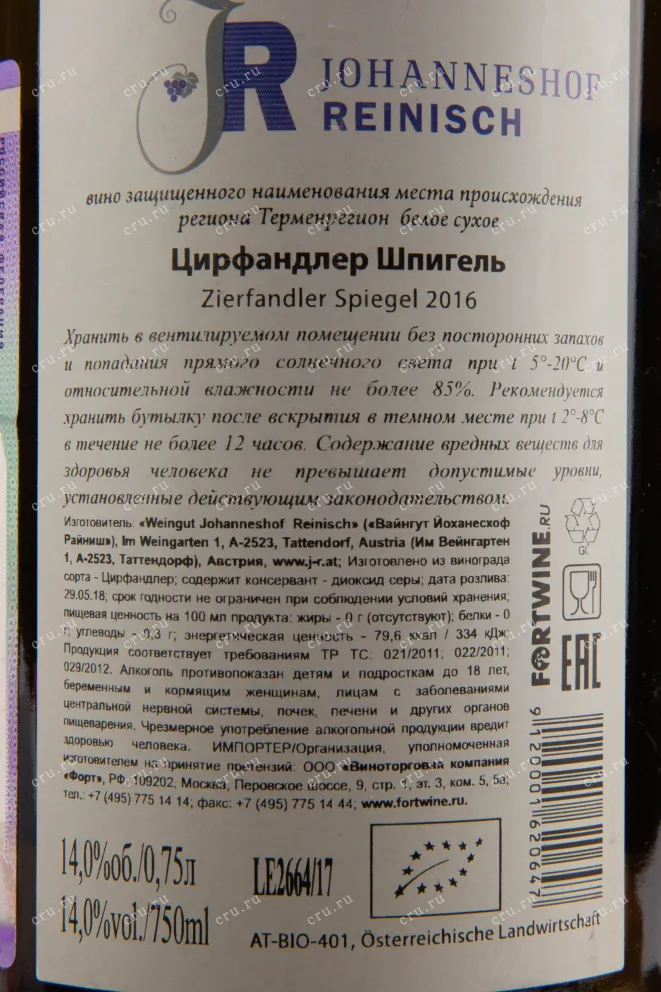 JR JOHANNESHOF
REINISCH
вино защищенного наименования места происхождения
региона Терменрегион белое сухое
Цирфандлер Шпигель
Zierfandler Spiegel 2016
Хранить в вентилируемом помещении без посторонних запахов
и попадания прямого солнечного света при t 5°-20°С и
относительной влажности не более 85%. Рекомендуется
хранить бутылку после вскрытия в темном месте при t 2°-8°С
в течение не более 12 часов. Содержание вредных веществ для
здоровья человека не превышает допустимые уровни,
установленные действующим законодательством.
Изготовитель: «Weingut Johanneshof Reinisch» («Вайнгут Йоханесхоф
Райниш»), Im Weingarten 1, A-2523, Tattendorf, Austria (Им Вейнгартен
1, А-2523, Таттендорф), Австрия, www.j-r.at; Изготовлено из винограда
сорта - Цирфандлер; содержит консервант - диоксид серы; дата розлива:
29.05.18; срок годности не ограничен при соблюдении условий хранения;
пищевая ценность на 100 мл продукта: жиры - 0 г (отсутствуют); белки - 0
г; углеводы - 0,3 г; энергетическая ценность - 79,6 ккал / 334 кДж.
Продукция соответствует требованиям ТР ТС: 021/2011; 022/2011;
029/2012. Алкоголь противопоказан детям и подросткам до 18 лет,
беременным и кормящим женщинам, лицам с заболеваниями
центральной нервной системы, почек, печени и других органов
пищеварения. Чрезмерное употребление алкогольной продукции вредит
здоровью человека. ИМПОРТЕР/Организация, уполномоченная
изготовителем на принятие претензий: ООО «Виноторговая компания
«Форт», РФ, 109202, Москва, Перовское шоссе, 9, стр. 1, эт. 3, ком. 5, 5а;
тел.: +7 (495) 775 14 14; факс: +7 (495) 775 14 44; www.fortwine.ru.
FORTWINE.RU
GL
EAC
9120001620647
14,0%об./0,75л
14,0%vol./750ml
LE2664/17
AT-BIO-401, Österreichische Landwirtschaft
cru.ru